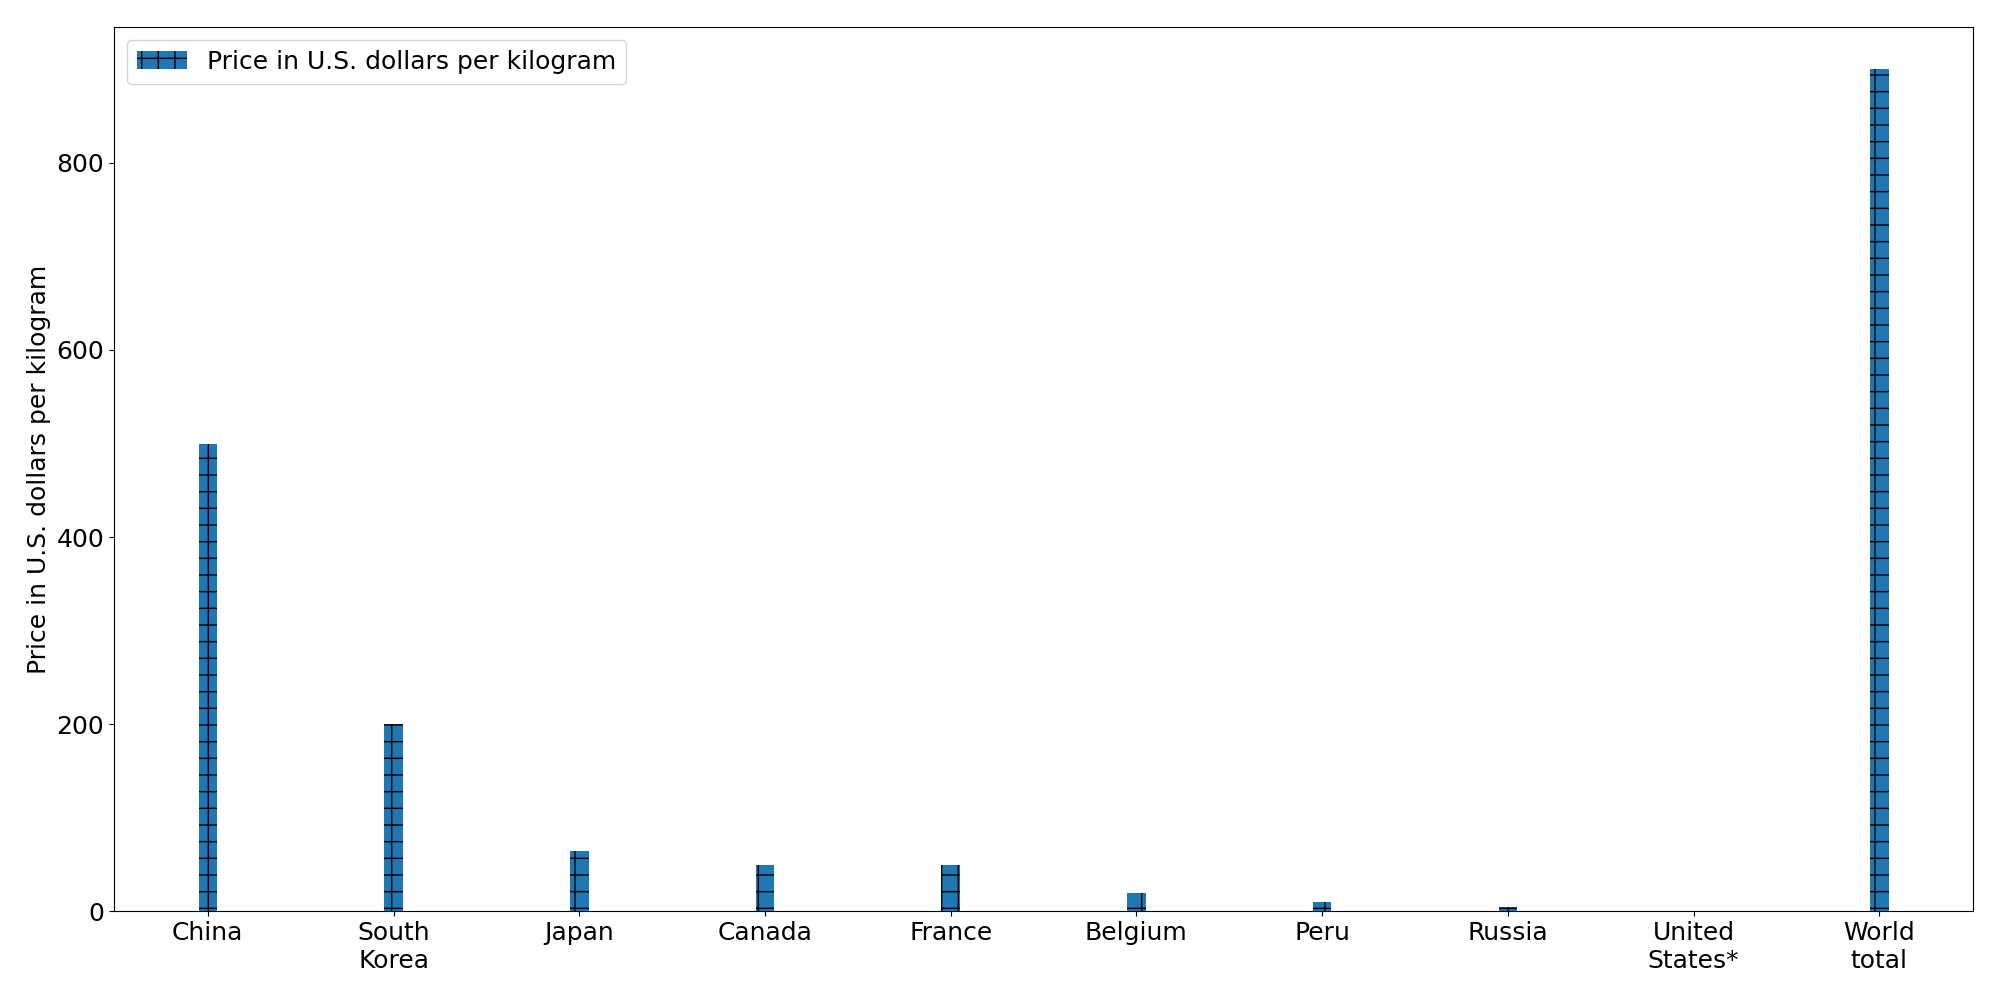 Price in U.S. dollars per kilogram
Price in U.S. dollars per kilogram
800
600
400
200
0
China
South
Korea
Japan
Canada
France
Belgium
Peru
Russia
United
States*
World
total